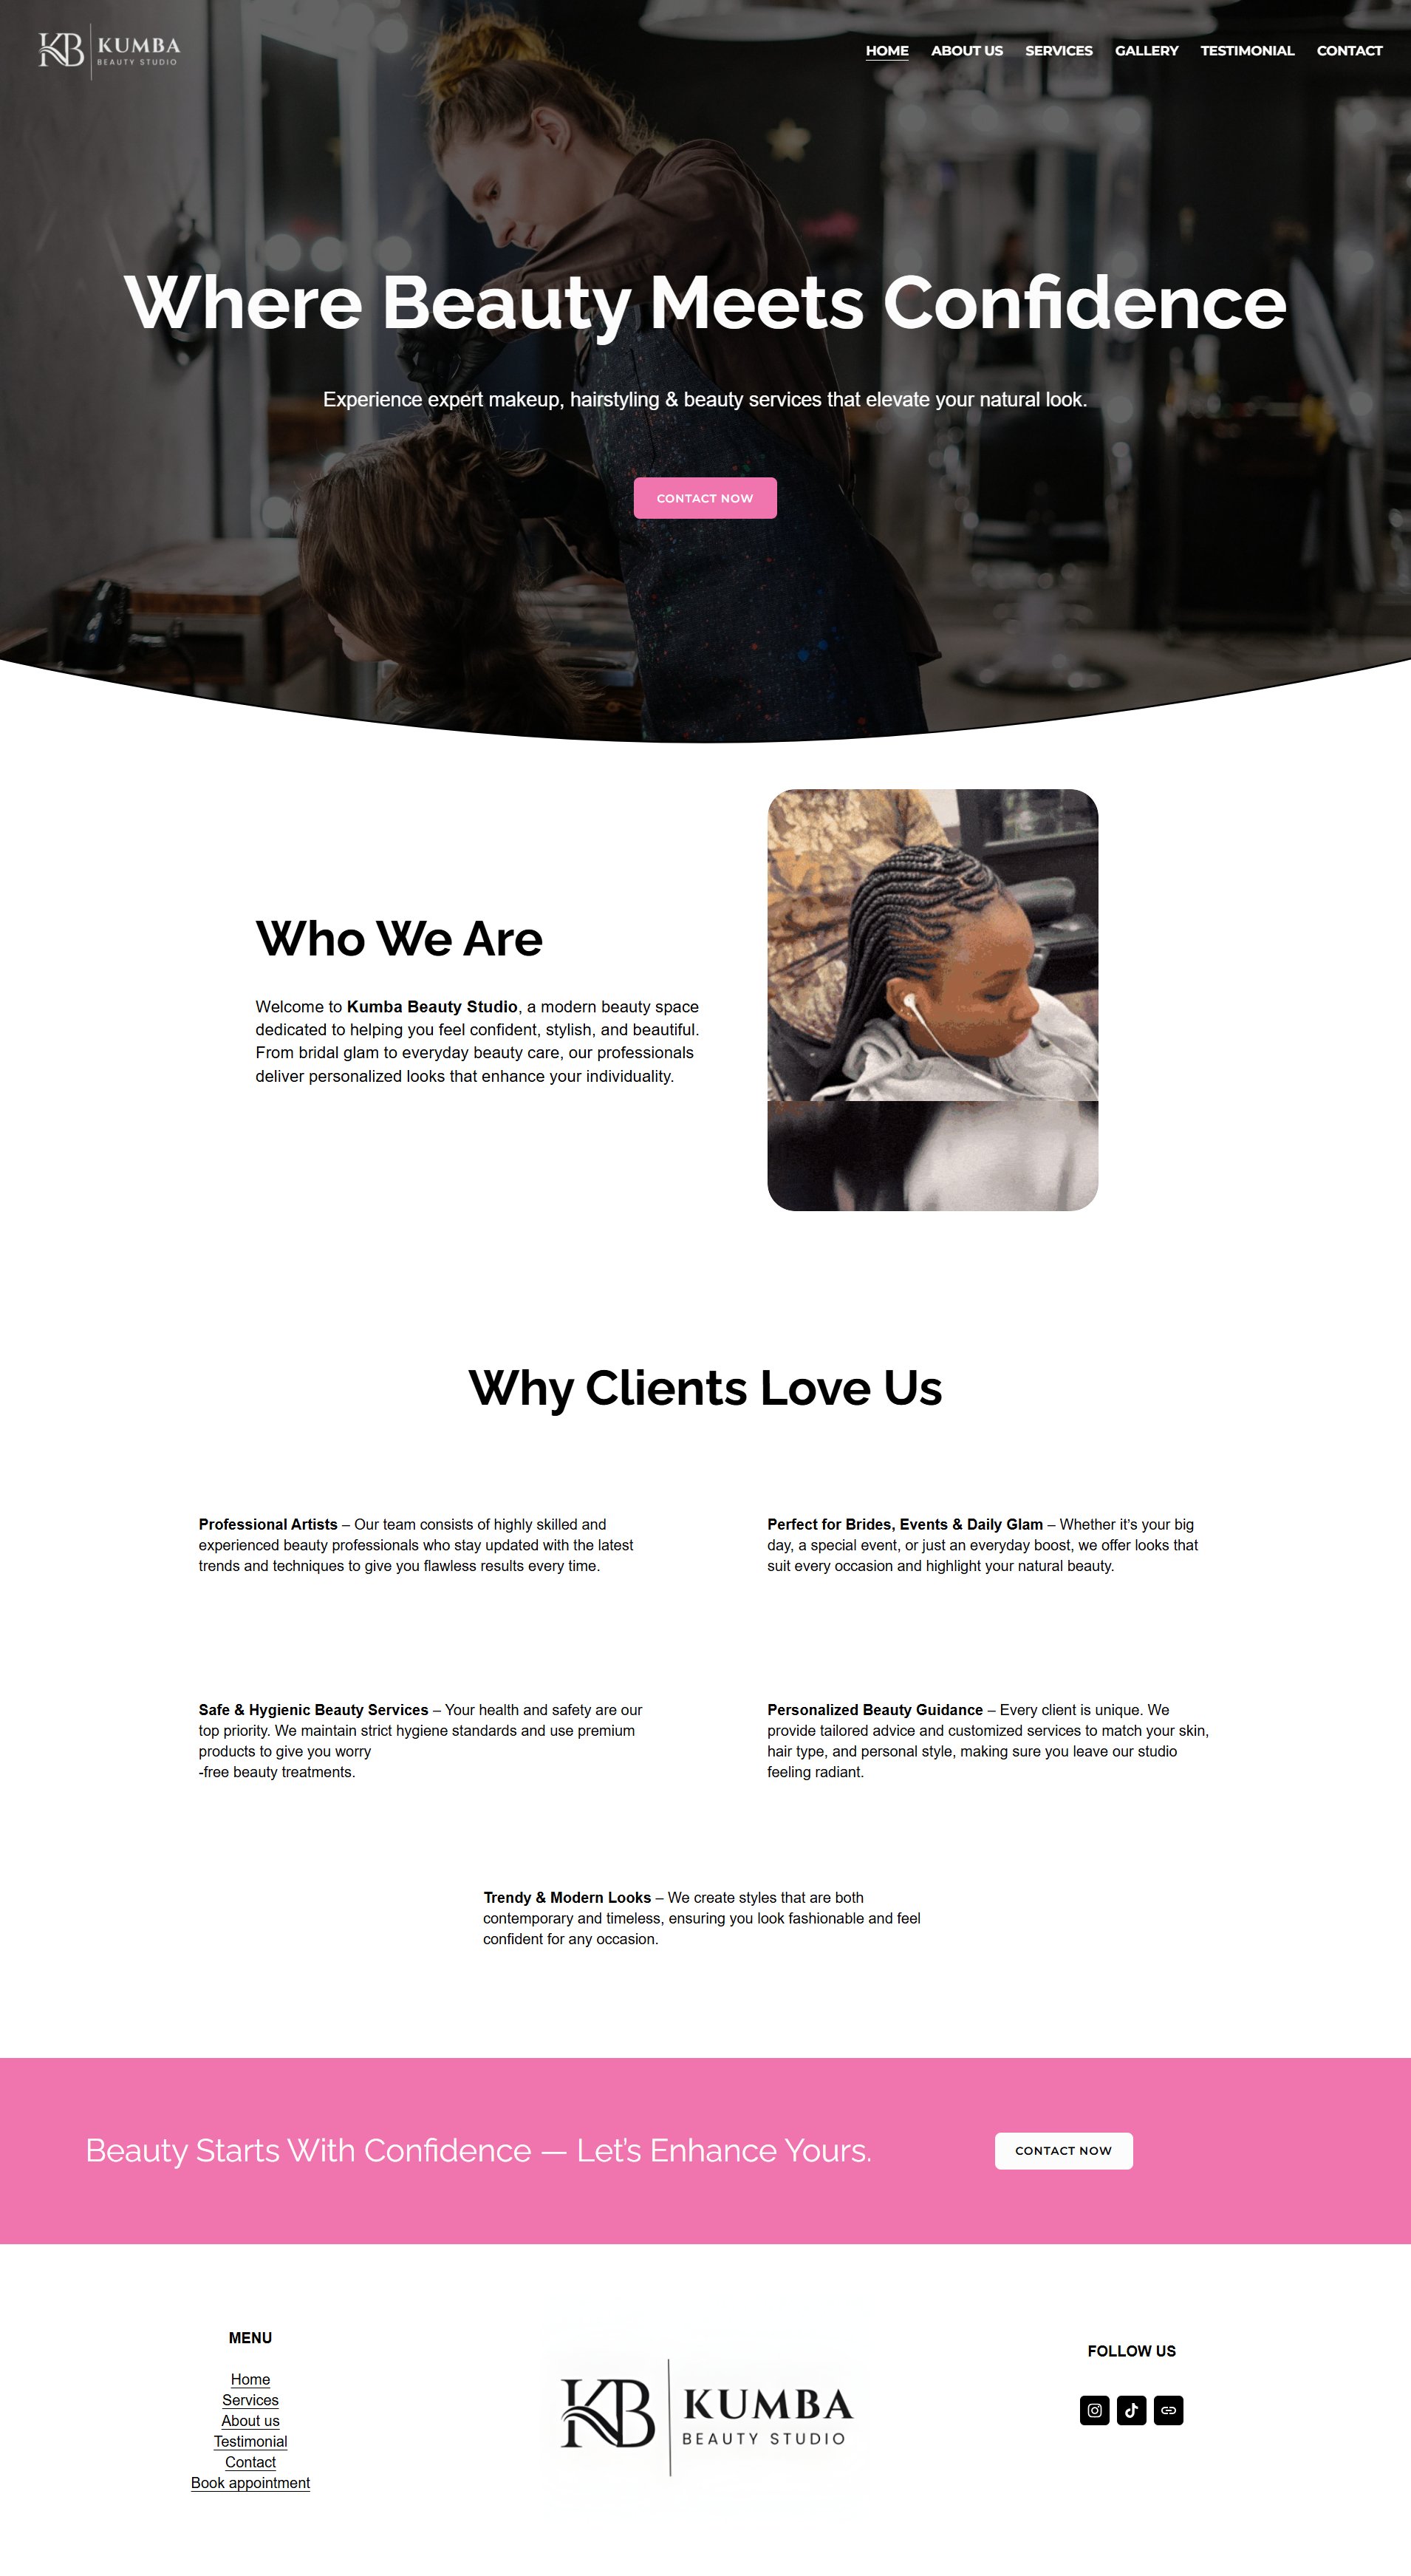 KB KUMBA
BEAUTY STUDIO
HOME ABOUT US SERVICES GALLERY TESTIMONIAL CONTACT
Where Beauty Meets Confidence
Experience expert makeup, hairstyling & beauty services that elevate your natural look.
CONTACT NOW
Who We Are
Welcome to Kumba Beauty Studio, a modern beauty space
dedicated to helping you feel confident, stylish, and beautiful.
From bridal glam to everyday beauty care, our professionals
deliver personalized looks that enhance your individuality.
Why Clients Love Us
Professional Artists – Our team consists of highly skilled and
experienced beauty professionals who stay updated with the latest
trends and techniques to give you flawless results every time.
Perfect for Brides, Events & Daily Glam – Whether it’s your big
day, a special event, or just an everyday boost, we offer looks that
suit every occasion and highlight your natural beauty.
Safe & Hygienic Beauty Services – Your health and safety are our
top priority. We maintain strict hygiene standards and use premium
products to give you worry
-free beauty treatments.
Personalized Beauty Guidance – Every client is unique. We
provide tailored advice and customized services to match your skin,
hair type, and personal style, making sure you leave our studio
feeling radiant.
Trendy & Modern Looks – We create styles that are both
contemporary and timeless, ensuring you look fashionable and feel
confident for any occasion.
Beauty Starts With Confidence — Let’s Enhance Yours.
CONTACT NOW
MENU
Home
Services
About us
Testimonial
Contact
Book appointment
KB KUMBA
BEAUTY STUDIO
FOLLOW US